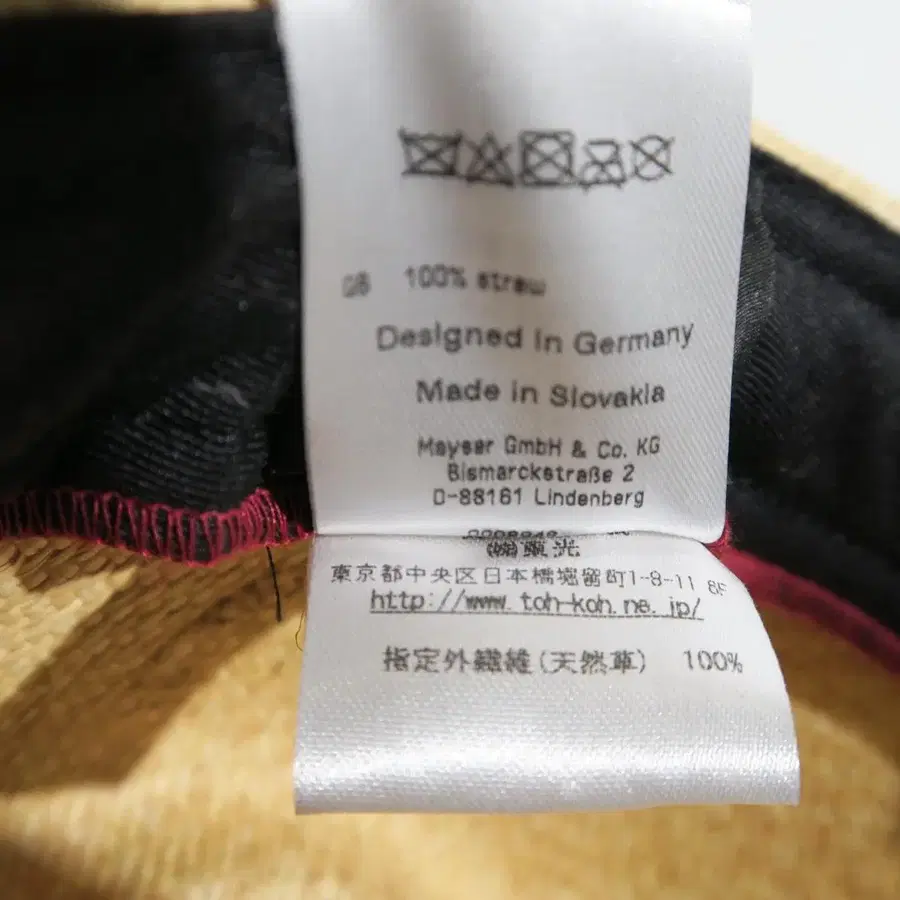 GB 100% straw
Designed in Germany
Made in Slovakia
Mayser GmbH & Co. KG
Bismarckstraße 2
D-88161 Lindenberg
㈱東光
東京都中央区日本橋堀留町1-8-11 8F
http://www.toh-koh.ne.jp/
指定外繊維(天然草) 100%